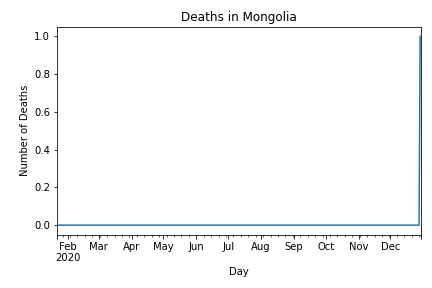 Deaths in Mongolia
1.0
0.8
0.6
0.4
0.2
0.0
Number of Deaths
Feb Mar Apr May Jun Jul Aug Sep Oct Nov Dec
2020
Day